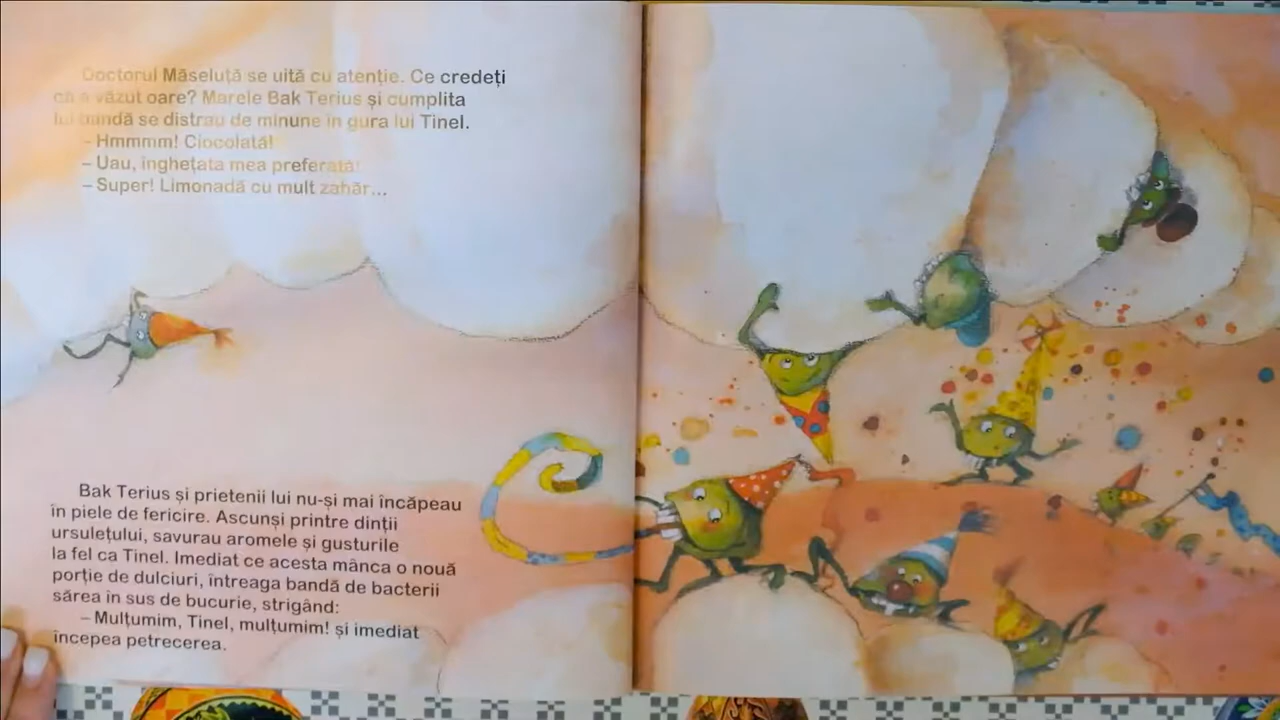 Doctorul Măseluță se uită cu atenție. Ce credeți
că a văzut oare? Marele Bak Terius și cumplita
lui bandă se distrau de minune în gura lui Tinel.
- Hmmmm! Ciocolată!
– Uau, înghețata mea preferată!
– Super! Limonadă cu mult zahăr...
Bak Terius și prietenii lui nu-și mai încăpeau
în piele de fericire. Ascunși printre dinții
ursulețului, savurau aromele și gusturile
la fel ca Tinel. Imediat ce acesta mânca o nouă
porție de dulciuri, întreaga bandă de bacterii
sărea în sus de bucurie, strigând:
– Mulțumim, Tinel, mulțumim! și imediat
începea petrecerea.